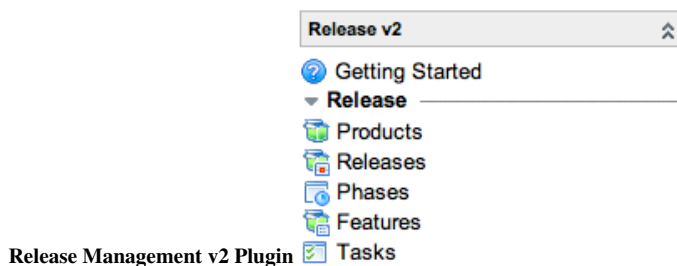 Release v2
Getting Started
Release
Products
Releases
Phases
Features
Release Management v2 Plugin Tasks